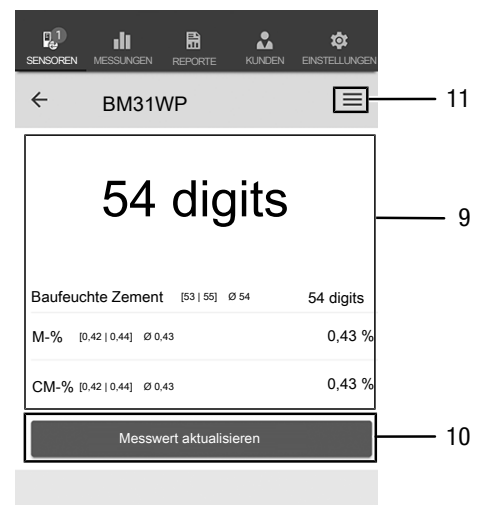 1
SENSOREN MESSUNGEN REPORTE KUNDEN EINSTELLUNGEN
BM31WP
11
54 digits
9
Baufeuchte Zement [53 | 55] Ø 54 54 digits
M-% [0,42 | 0,44] Ø 0,43 0,43 %
CM-% [0,42 | 0,44] Ø 0,43 0,43 %
Messwert aktualisieren
10